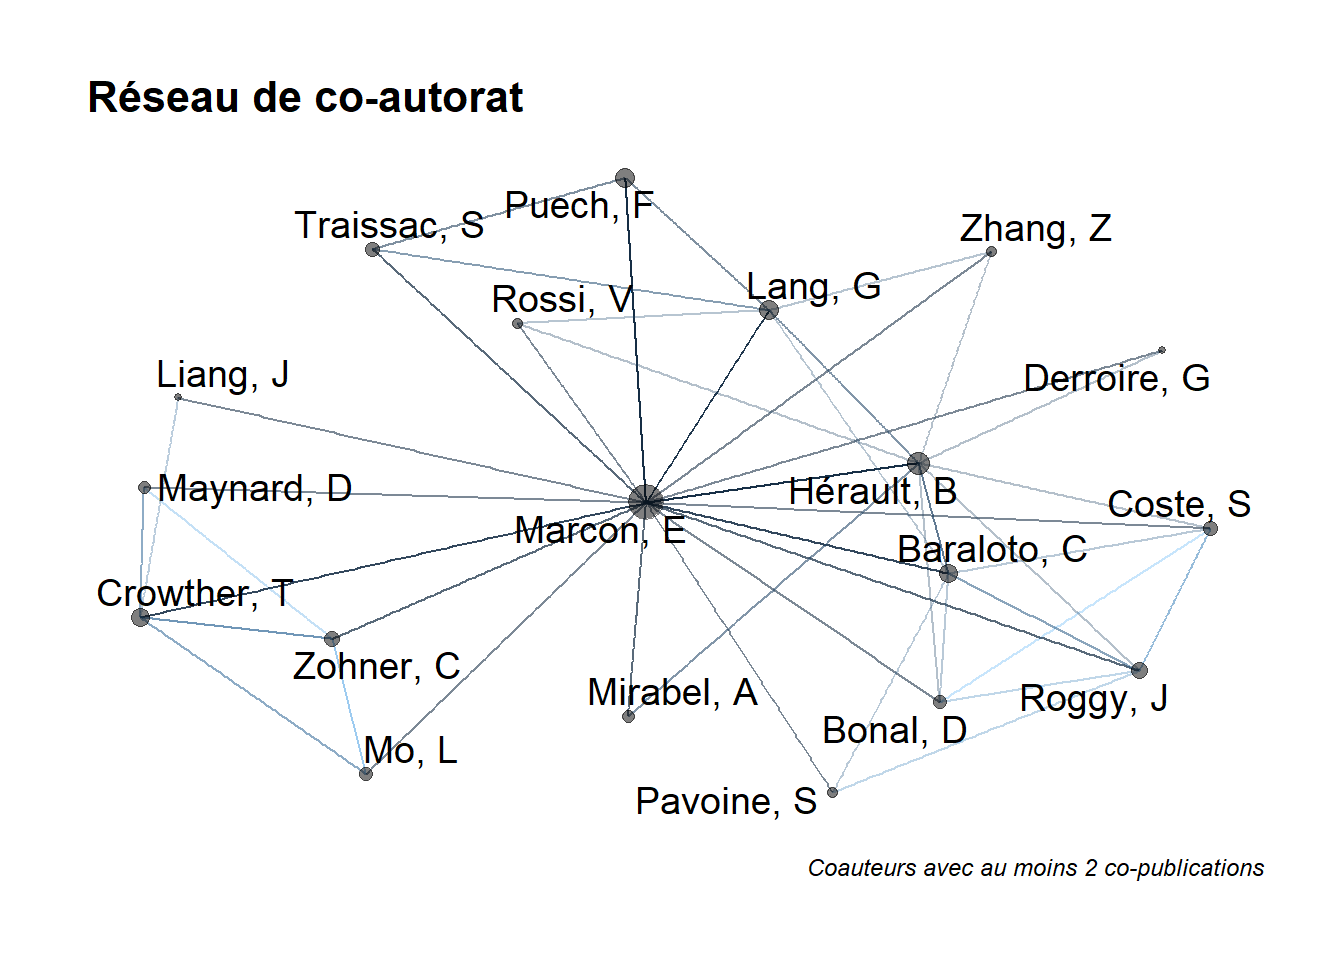 Réseau de co-autorat
Puech, F
Traissac, S
Zhang, Z
Lang, G
Rossi, V
Liang, J
Derroire, G
Maynard, D
Hérault, B
Coste, S
Marcon, E
Baraloto, C
Crowther, T
Zohner, C
Mirabel, A
Roggy, J
Bonal, D
Mo, L
Pavoine, S
Coauteurs avec au moins 2 co-publications